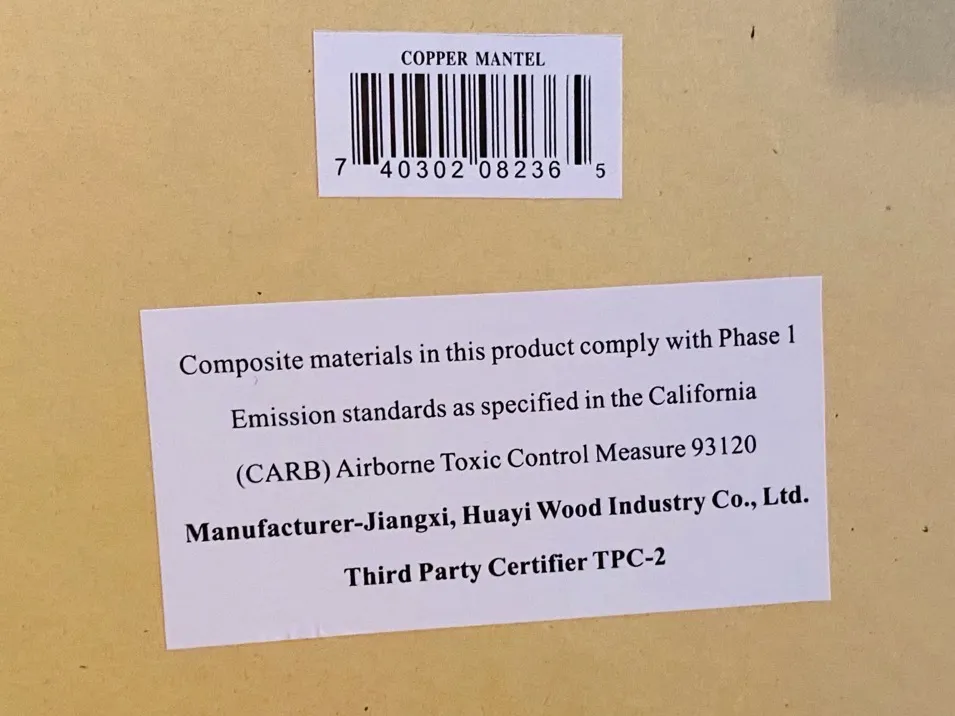 COPPER MANTEL
7 40302 08236 5
Composite materials in this product comply with Phase 1
Emission standards as specified in the California
(CARB) Airborne Toxic Control Measure 93120
Manufacturer-Jiangxi, Huayi Wood Industry Co., Ltd.
Third Party Certifier TPC-2